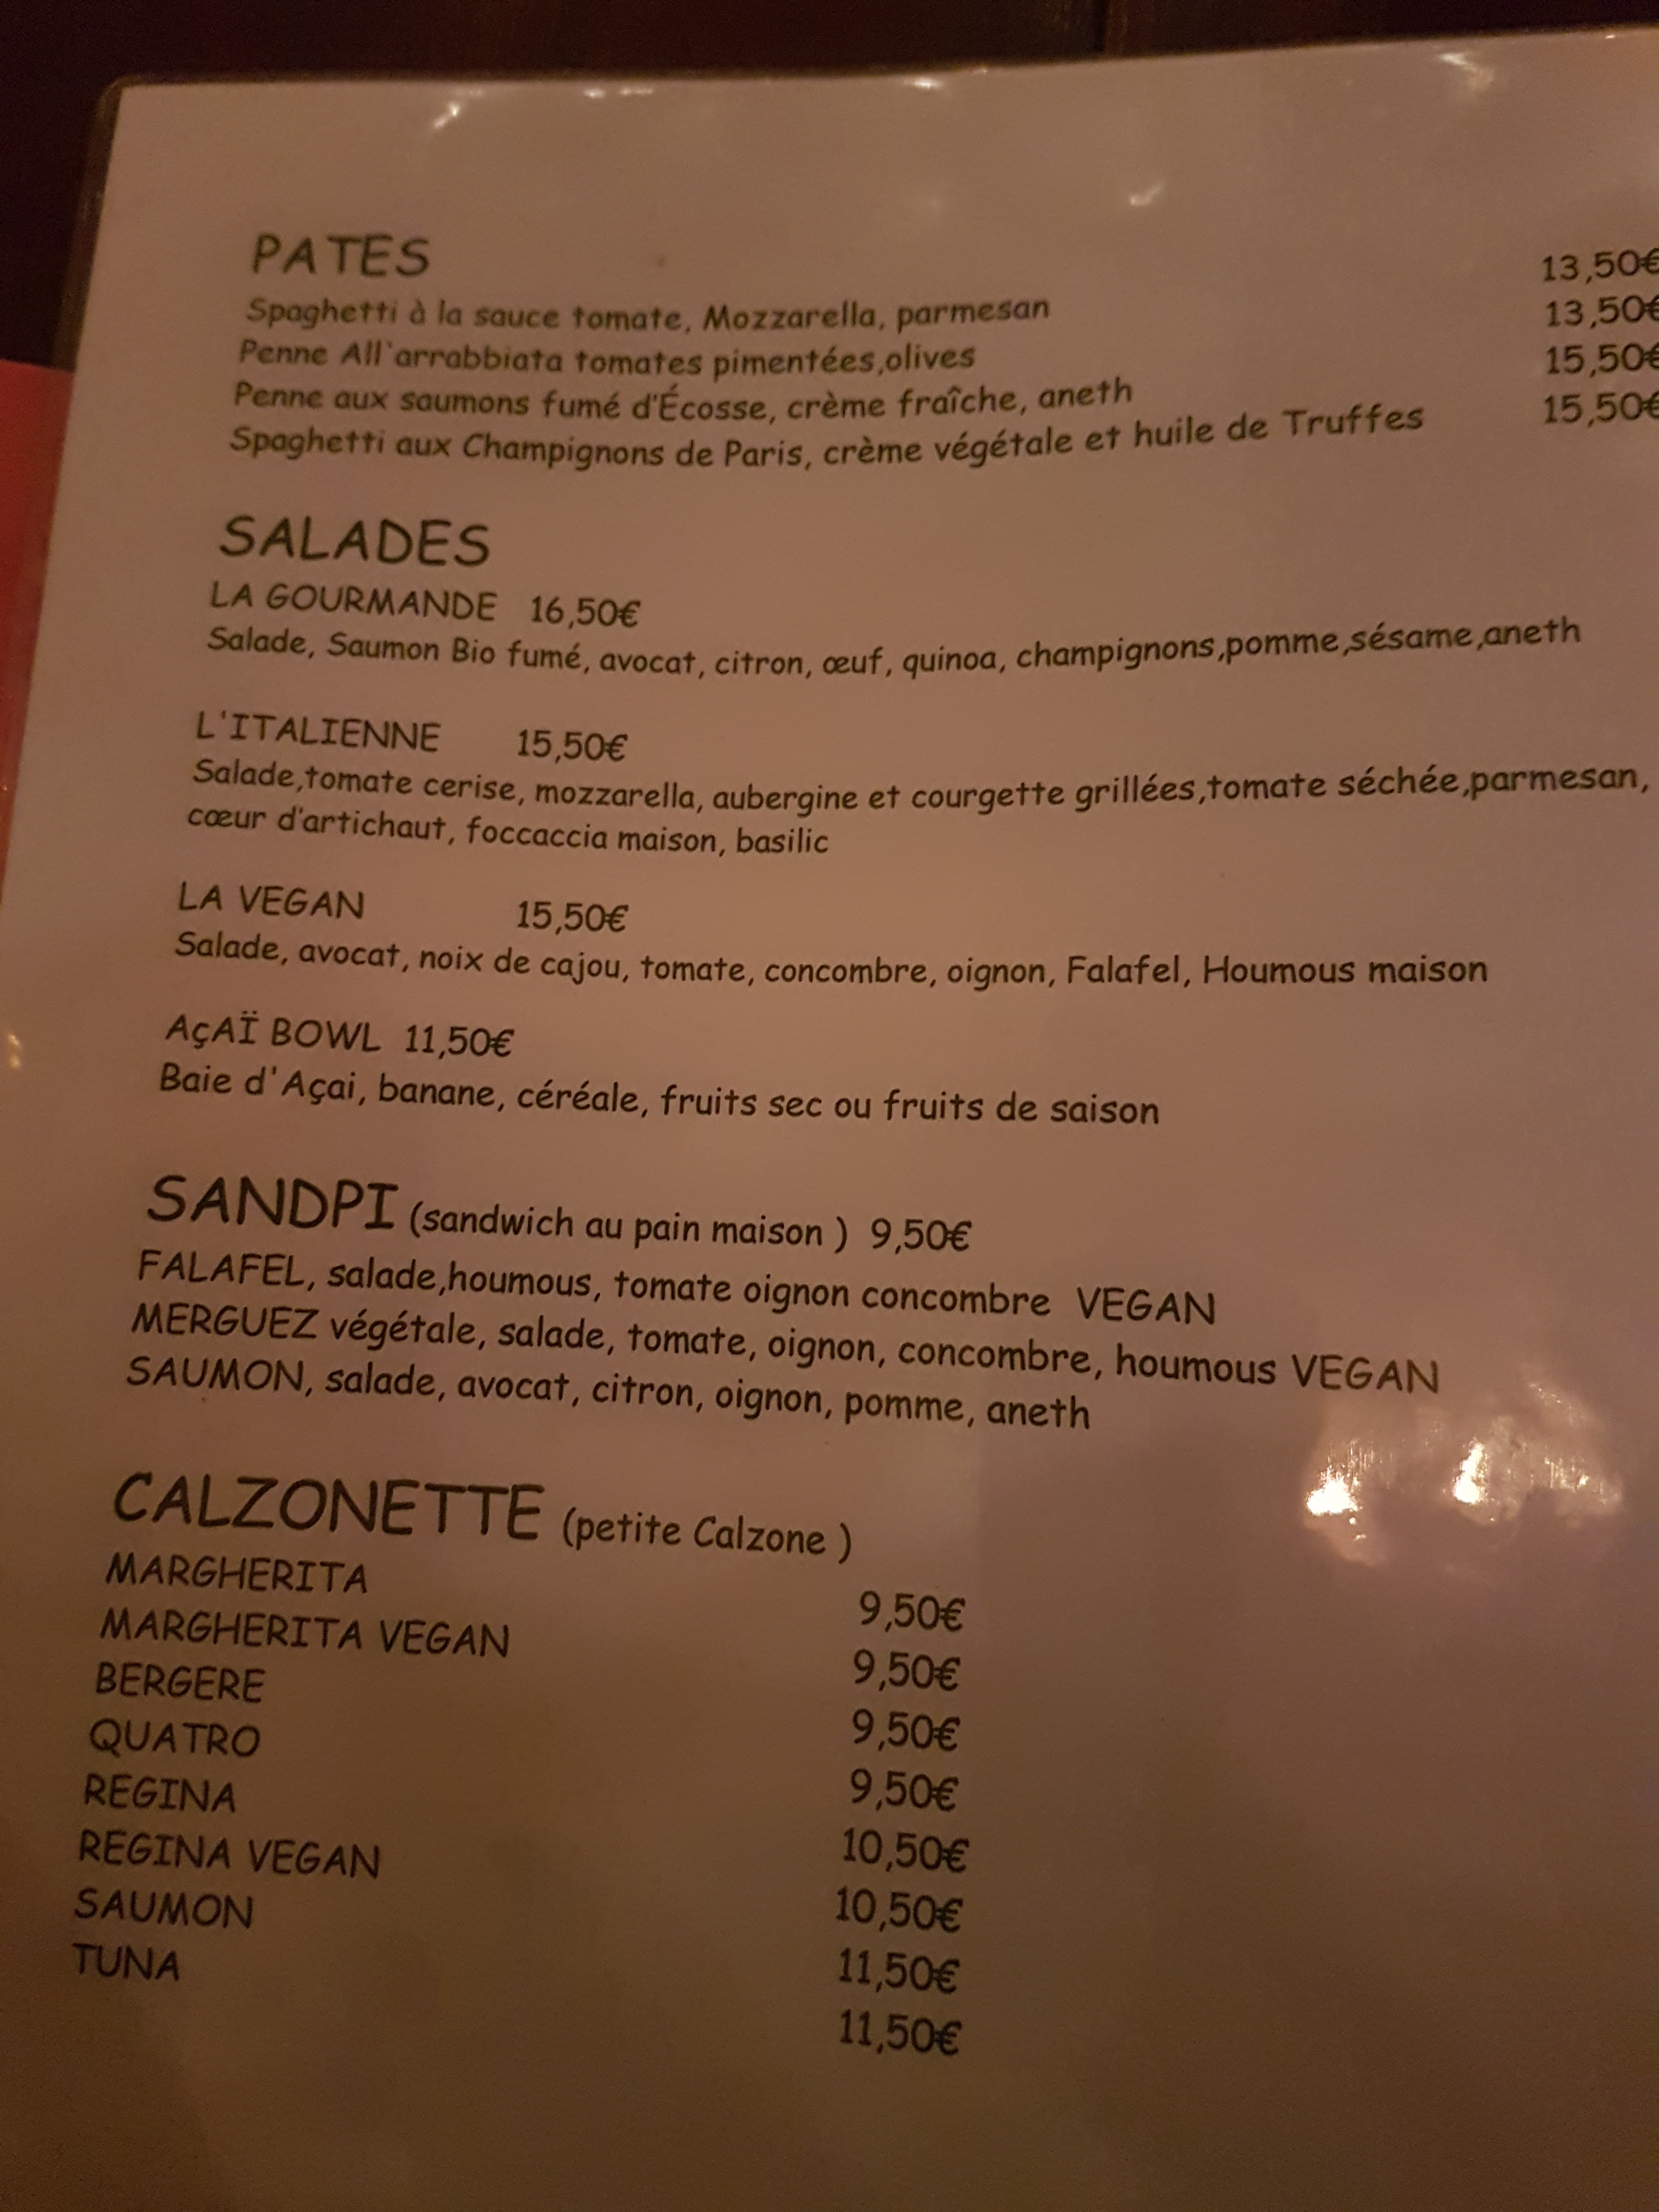 PATES
Spaghetti à la sauce tomate, Mozzarella, parmesan 13,50€
Penne All'arrabbiata tomates pimentées,olives 13,50€
Penne aux saumons fumé d'Écosse, crème fraîche, aneth 15,50€
Spaghetti aux Champignons de Paris, crème végétale et huile de Truffes 15,50€
SALADES
LA GOURMANDE 16,50€
Salade, Saumon Bio fumé, avocat, citron, œuf, quinoa, champignons,pomme,sésame,aneth
L'ITALIENNE 15,50€
Salade,tomate cerise, mozzarella, aubergine et courgette grillées,tomate séchée,parmesan,
cœur d'artichaut, foccaccia maison, basilic
LA VEGAN 15,50€
Salade, avocat, noix de cajou, tomate, concombre, oignon, Falafel, Houmous maison
AçAÏ BOWL 11,50€
Baie d'Açai, banane, céréale, fruits sec ou fruits de saison
SANDPI (sandwich au pain maison ) 9,50€
FALAFEL, salade,houmous, tomate oignon concombre VEGAN
MERGUEZ végétale, salade, tomate, oignon, concombre, houmous VEGAN
SAUMON, salade, avocat, citron, oignon, pomme, aneth
CALZONETTE (petite Calzone )
MARGHERITA 9,50€
MARGHERITA VEGAN 9,50€
BERGERE 9,50€
QUATRO 9,50€
REGINA 10,50€
REGINA VEGAN 10,50€
SAUMON 11,50€
TUNA 11,50€